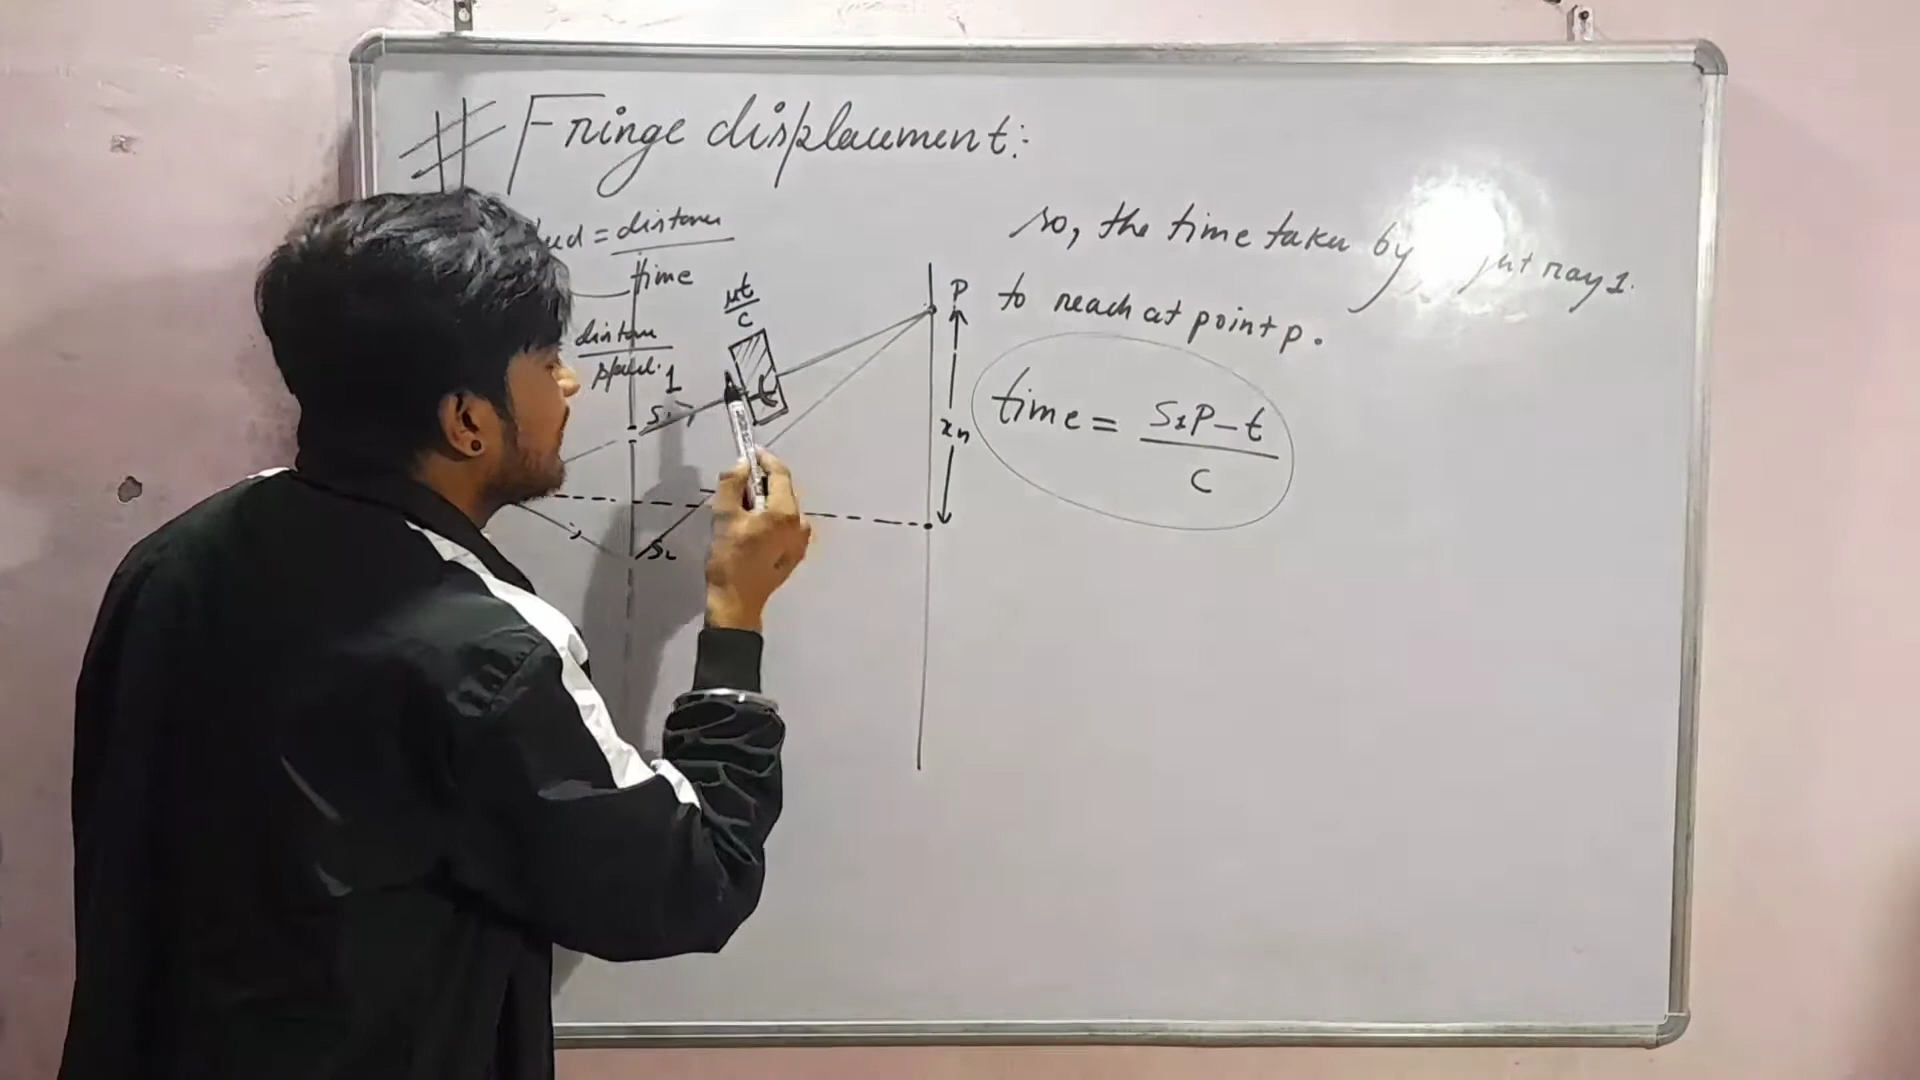 # Fringe displacement:-
= distance
time
distance
speed.
μt
c
t
1
S₁
S₂
P
xn
so, the time taken by ray 1.
to reach at point p.
time = S₁P - t
c